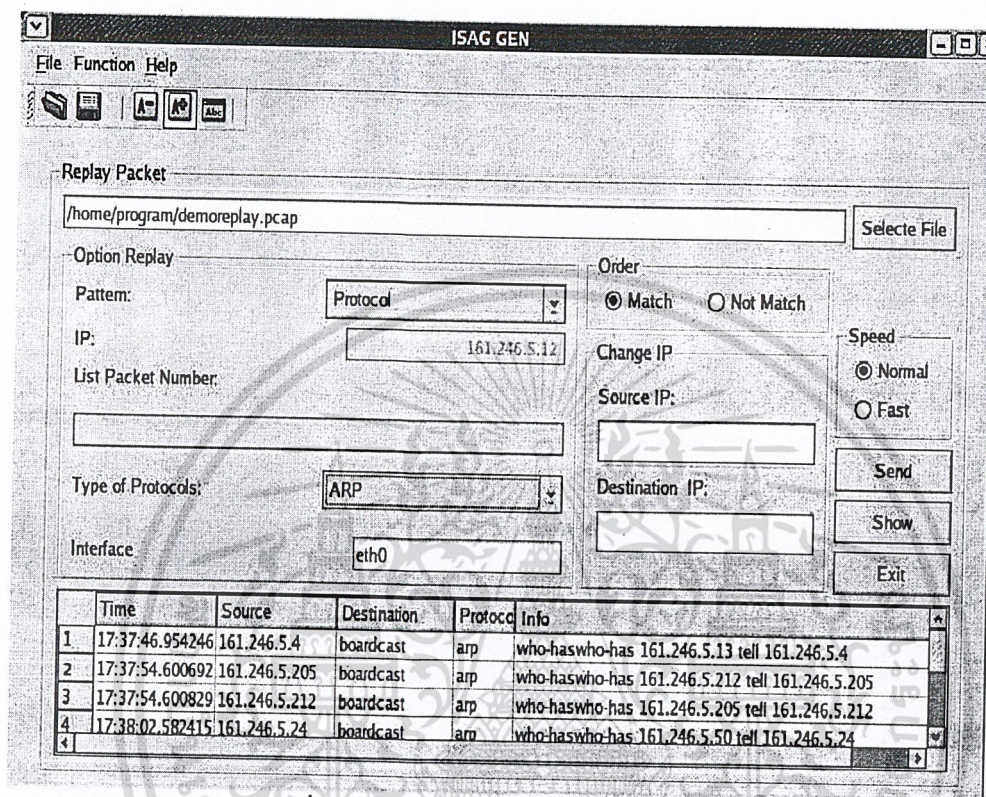 ISAG GEN
File Function Help
Abc
Replay Packet
/home/program/demoreplay.pcap
Selecte File
Option Replay
Order
Pattern:
Protocol
Match
Not Match
IP:
161.246.5.12
Change IP
Speed
Normal
List Packet Number:
Source IP:
Fast
Type of Protocols:
ARP
Destination IP:
Send
Show
Interface
eth0
Exit
Time Source Destination Protoco Info
1 17:37:46.954246 161.246.5.4 boardcast arp who-haswho-has 161.246.5.13 tell 161.246.5.4
2 17:37:54.600692 161.246.5.205 boardcast arp who-haswho-has 161.246.5.212 tell 161.246.5.205
3 17:37:54.600829 161.246.5.212 boardcast arp who-haswho-has 161.246.5.205 tell 161.246.5.212
4 17:38:02.582415 161.246.5.24 boardcast arp who-haswho-has 161.246.5.50 tell 161.246.5.24